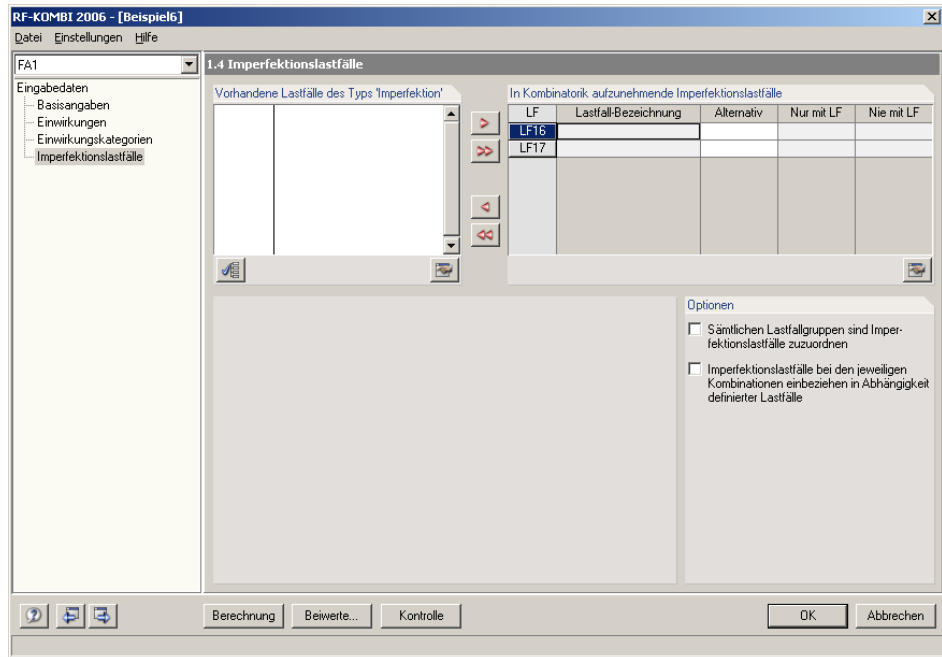 RF-KOMBI 2006 - [Beispiel6]
Datei Einstellungen Hilfe
FA1
1.4 Imperfektionslastfälle
Eingabedaten
Basisangaben
Einwirkungen
Einwirkungskategorien
Imperfektionslastfälle
Vorhandene Lastfälle des Typs 'Imperfektion'
In Kombinatorik aufzunehmende Imperfektionslastfälle
LF Lastfall-Bezeichnung Alternativ Nur mit LF Nie mit LF
LF16
LF17
> 
>>
<
<<
Optionen
Sämtlichen Lastfallgruppen sind Imper-
fektionslastfälle zuzuordnen
Imperfektionslastfälle bei den jeweiligen
Kombinationen einbeziehen in Abhängigkeit
definierter Lastfälle
Berechnung Beiwerte... Kontrolle OK Abbrechen